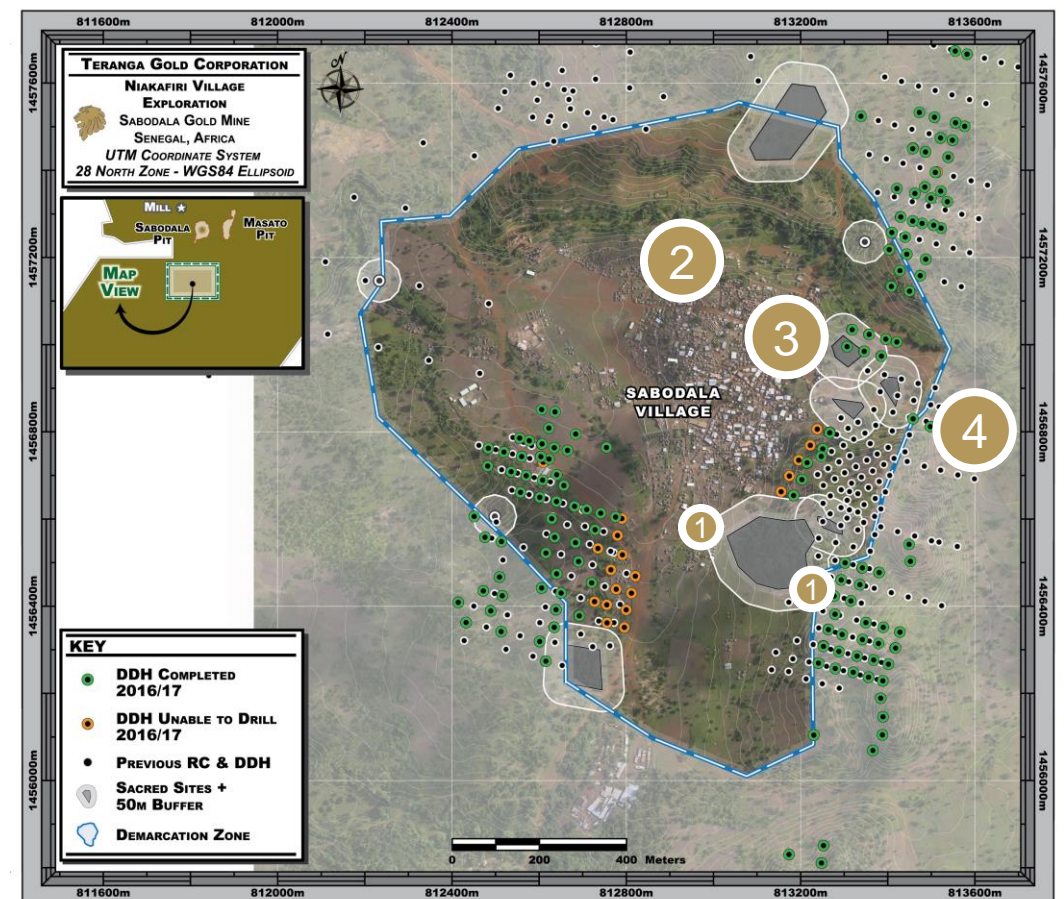 811600m 812000m 812400m 812800m 813200m 813600m
TERANGA GOLD CORPORATION
NIAKAFIRI VILLAGE
EXPLORATION
SABODALA GOLD MINE
SENEGAL, AFRICA
UTM COORDINATE SYSTEM
28 NORTH ZONE - WGS84 ELLIPSOID
N
MILL
SABODALA
PIT
MASATO
PIT
MAP
VIEW
1457600m
1457200m
1456800m
1456400m
1456000m
2
3
SABODALA
VILLAGE
4
1
1
KEY
DDH COMPLETED
2016/17
DDH UNABLE TO DRILL
2016/17
PREVIOUS RC & DDH
SACRED SITES +
50M BUFFER
DEMARCATION ZONE
0 200 400 Meters
1457600m
1457200m
1456800m
1456400m
1456000m
811600m 812000m 812400m 812800m 813200m 813600m